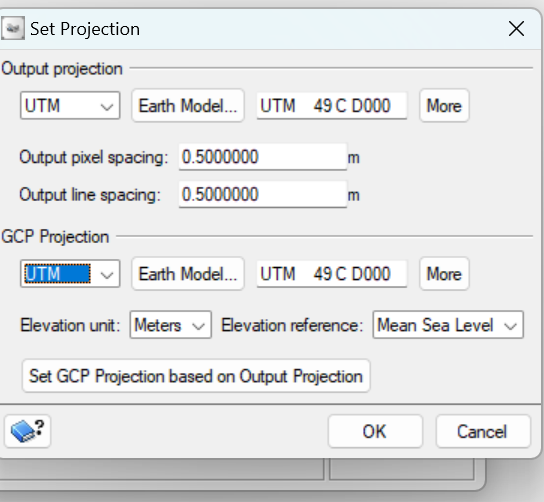 Set Projection
Output projection
UTM Earth Model... UTM 49 C D000 More
Output pixel spacing: 0.5000000 m
Output line spacing: 0.5000000 m
GCP Projection
UTM Earth Model... UTM 49 C D000 More
Elevation unit: Meters Elevation reference: Mean Sea Level
Set GCP Projection based on Output Projection
? OK Cancel